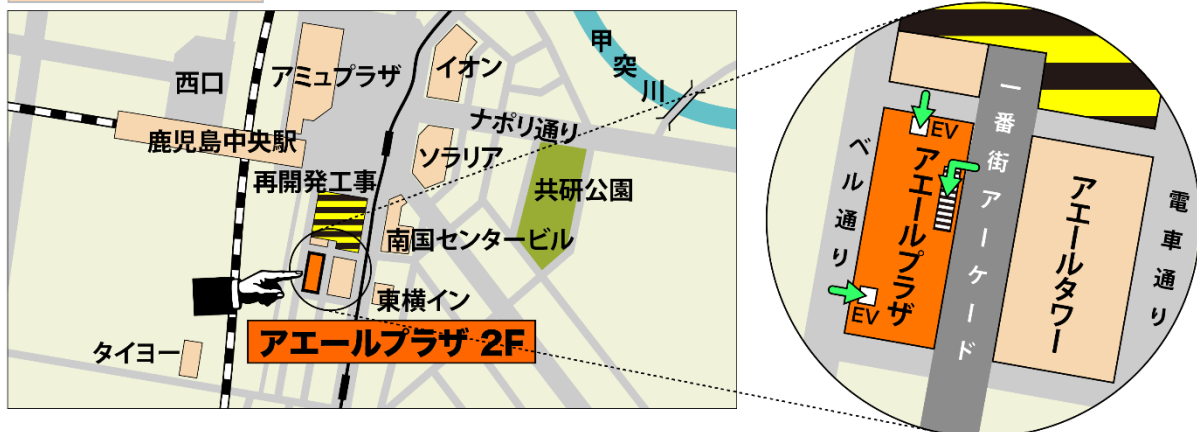 西口
アミュプラザ
イオン
甲突川
ナポリ通り
鹿児島中央駅
ソラリア
再開発工事
共研公園
南国センタービル
東横イン
アエールプラザ 2F
タイヨー
一番街アーケード
EV
ベル通り
アエールプラザ
EV
アエールタワー
電車通り